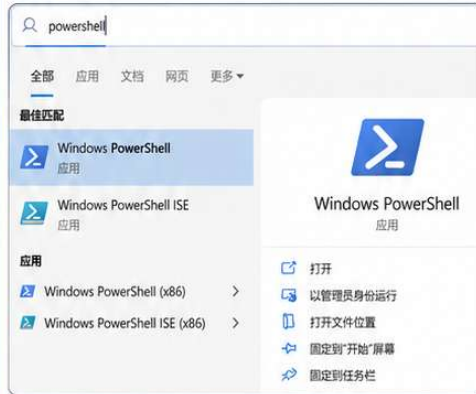 powershell
全部 应用 文档 网页 更多
最佳匹配
Windows PowerShell
应用
Windows PowerShell ISE
应用
应用
Windows PowerShell (x86)
Windows PowerShell ISE (x86)
Windows PowerShell
应用
打开
以管理员身份运行
打开文件位置
固定到"开始"屏幕
固定到任务栏